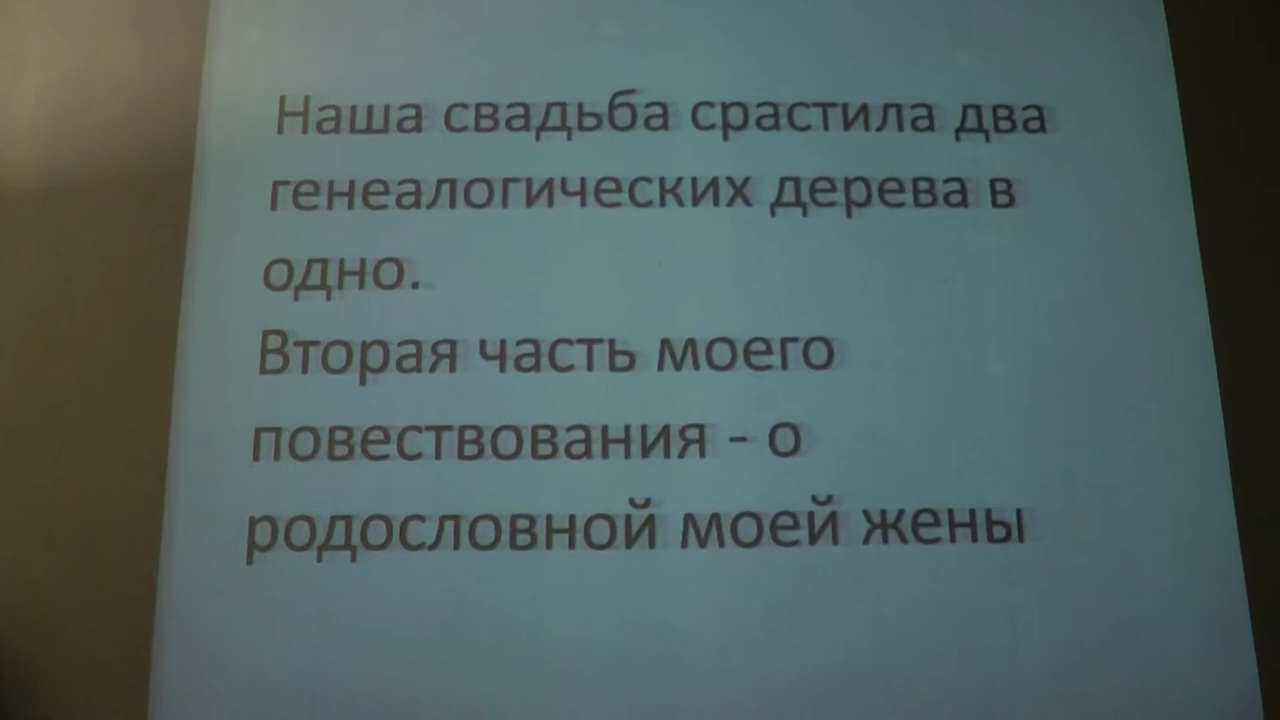 Наша свадьба срастила два
генеалогических дерева в
одно.
Вторая часть моего
повествования - о
родословной моей жены